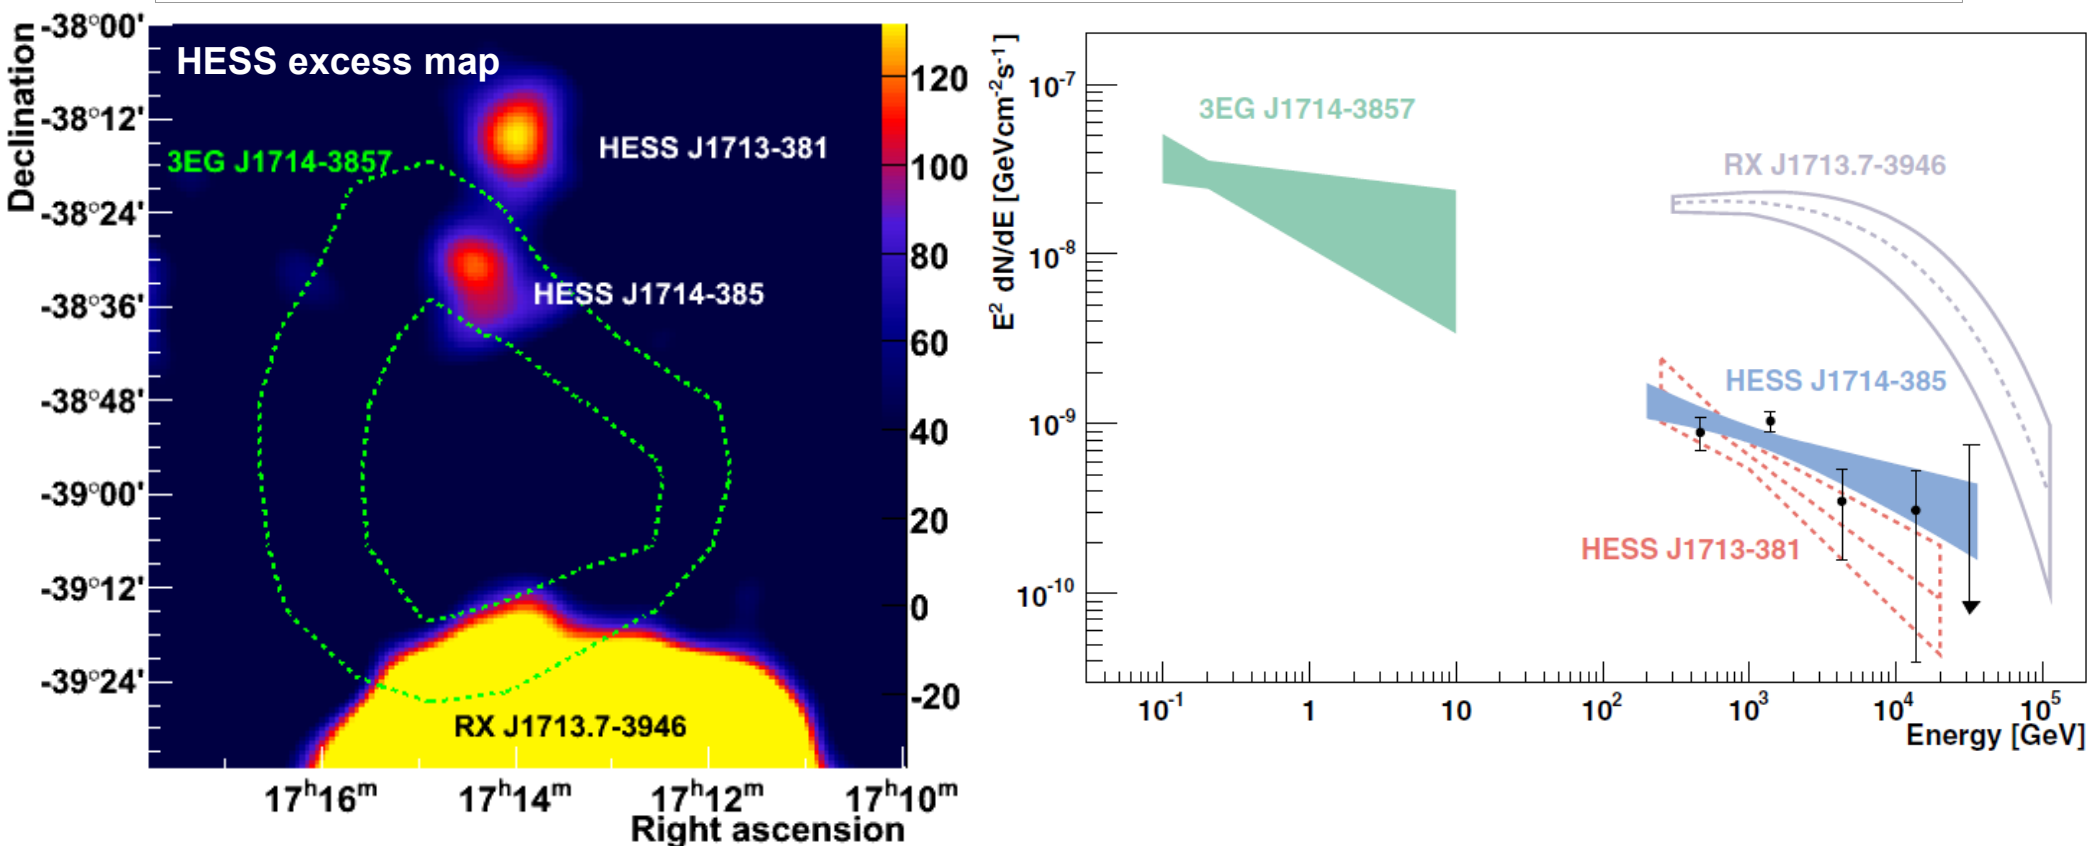 HESS excess map
Declination
-38°00'
-38°12'
-38°24'
-38°36'
-38°48'
-39°00'
-39°12'
-39°24'
3EG J1714-3857
HESS J1713-381
HESS J1714-385
RX J1713.7-3946
17ʰ16ᵐ
17ʰ14ᵐ
17ʰ12ᵐ
17ʰ10ᵐ
Right ascension
120
100
80
60
40
20
0
-20
E² dN/dE [GeVcm⁻²s⁻¹]
10⁻⁷
10⁻⁸
10⁻⁹
10⁻¹⁰
3EG J1714-3857
RX J1713.7-3946
HESS J1714-385
HESS J1713-381
10⁻¹
1
10
10²
10³
10⁴
10⁵
Energy [GeV]